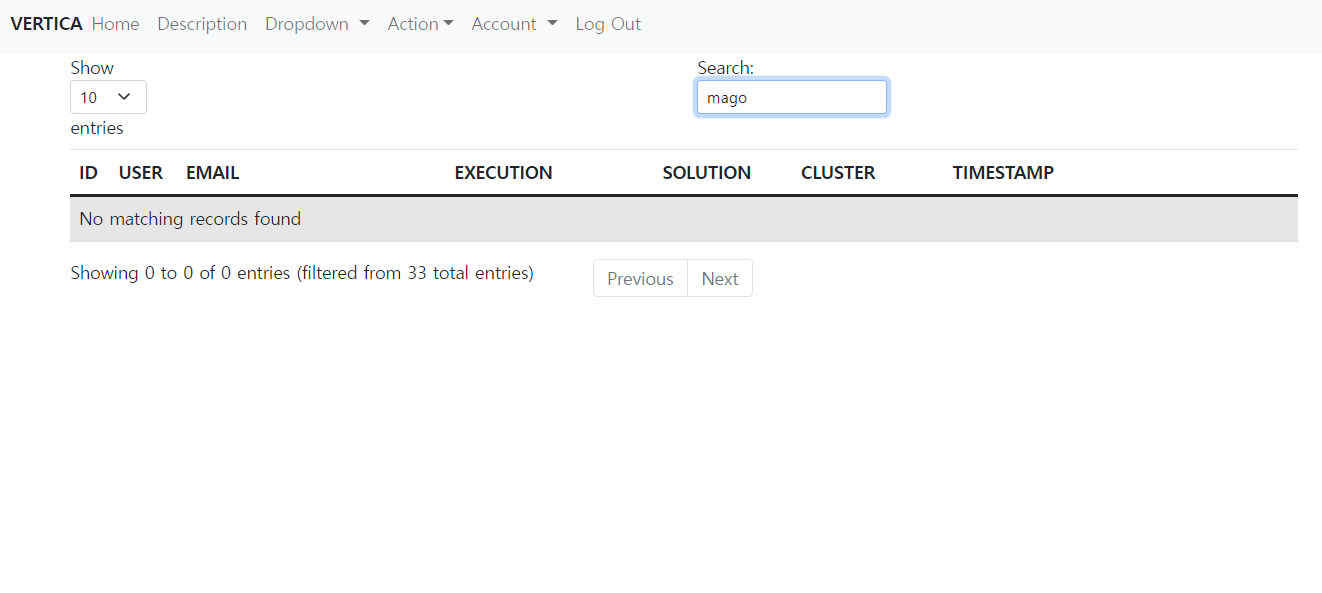 VERTICA Home Description Dropdown Action Account Log Out
Show
10
entries
Search:
mago
ID USER EMAIL EXECUTION SOLUTION CLUSTER TIMESTAMP
No matching records found
Showing 0 to 0 of 0 entries (filtered from 33 total entries)
Previous Next